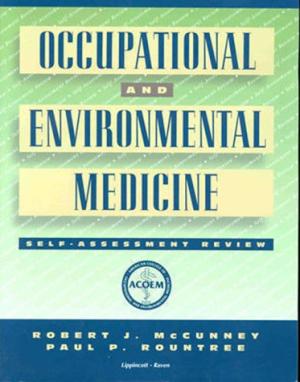 OCCUPATIONAL
AND
ENVIRONMENTAL
MEDICINE
SELF-ASSESSMENT REVIEW
ACOEM
ROBERT J. McCUNNEY
PAUL P. ROUNTREE
Lippincott - Raven